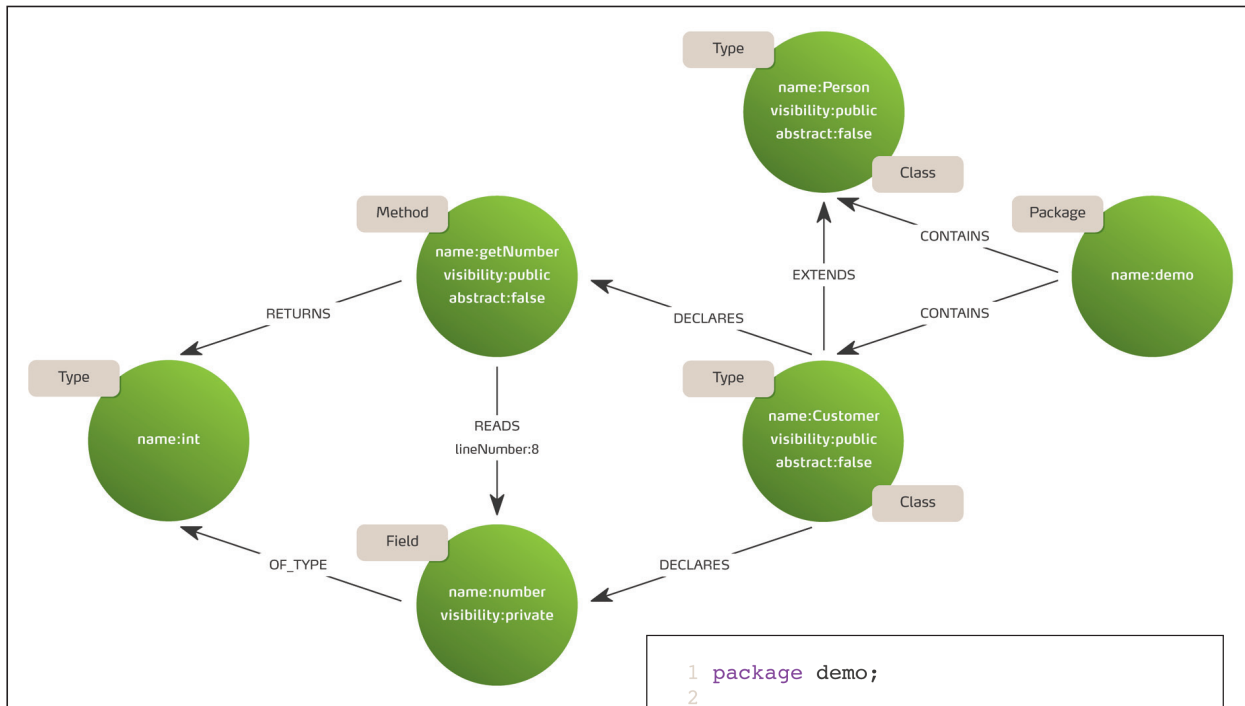 Type
name:Person
visibility:public
abstract:false
Class
Method
name:getNumber
visibility:public
abstract:false
Package
name:demo
CONTAINS
EXTENDS
CONTAINS
RETURNS
DECLARES
Type
name:int
Type
name:Customer
visibility:public
abstract:false
Class
READS
lineNumber:8
Field
name:number
visibility:private
OF_TYPE
DECLARES
1 package demo;
2